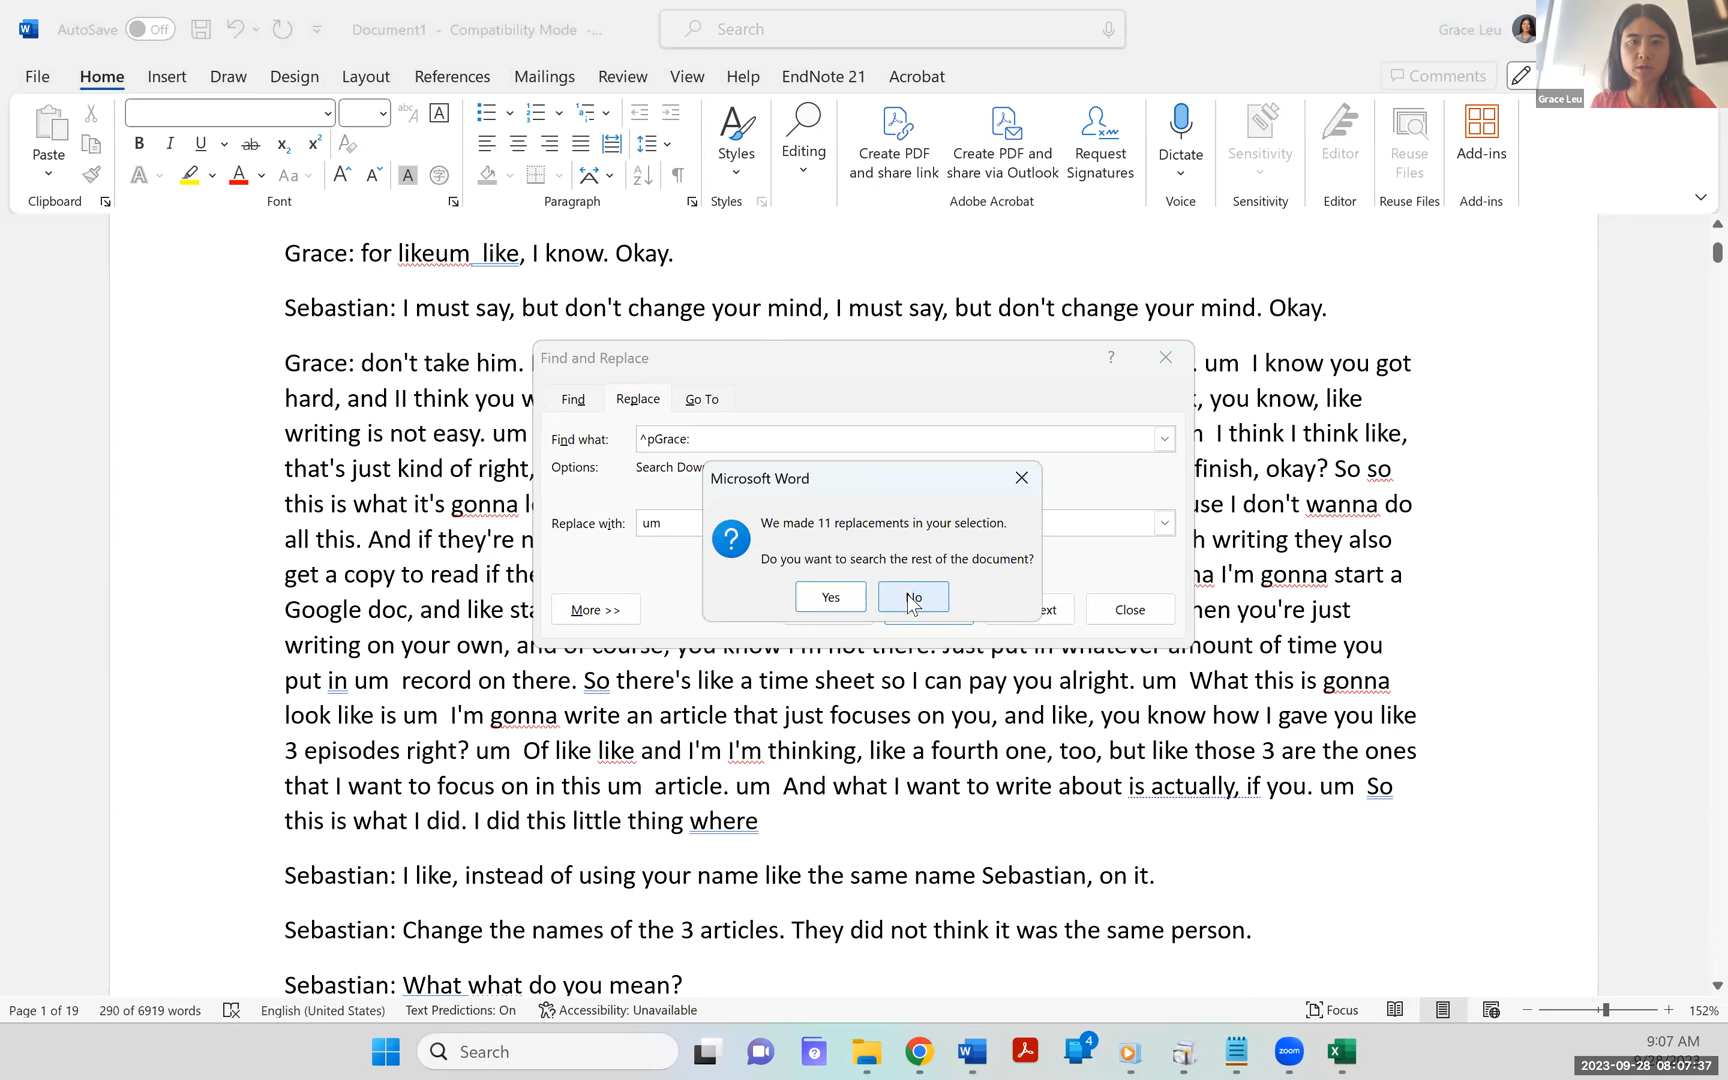 AutoSave Off Document1 - Compatibility Mode -... Search Grace Leu
File Home Insert Draw Design Layout References Mailings Review View Help EndNote 21 Acrobat Comments
Grace Leu
Paste Styles Editing Create PDF and share link Create PDF and share via Outlook Request Signatures Dictate Sensitivity Editor Reuse Files Add-ins
Clipboard Font Paragraph Styles Adobe Acrobat Voice Sensitivity Editor Reuse Files Add-ins
Grace: for likeum like, I know. Okay.
Sebastian: I must say, but don't change your mind, I must say, but don't change your mind. Okay.
Grace: don't take him. . um I know you got
hard, and II think you , you know, like
writing is not easy. um I think I think like,
that's just kind of right, finish, okay? So so
this is what it's gonna I don't wanna do
all this. And if they're writing they also
get a copy to read if I'm gonna start a
Google doc, and like you're just
writing on your own, and of course, you know I'm not there. Just put in whatever amount of time you
put in um record on there. So there's like a time sheet so I can pay you alright. um What this is gonna
look like is um I'm gonna write an article that just focuses on you, and like, you know how I gave you like
3 episodes right? um Of like like and I'm I'm thinking, like a fourth one, too, but like those 3 are the ones
that I want to focus on in this um article. um And what I want to write about is actually, if you. um So
this is what I did. I did this little thing where
Sebastian: I like, instead of using your name like the same name Sebastian, on it.
Sebastian: Change the names of the 3 articles. They did not think it was the same person.
Sebastian: What what do you mean?
Find and Replace
Find Replace Go To
Find what: ^pGrace:
Options: Search
Replace with: um
More >> Close
Microsoft Word
We made 11 replacements in your selection.
Do you want to search the rest of the document?
Yes No
Page 1 of 19 290 of 6919 words English (United States) Text Predictions: On Accessibility: Unavailable Focus 152%
Search 4 zoom 9:07 AM
2023-09-28 08:07:37